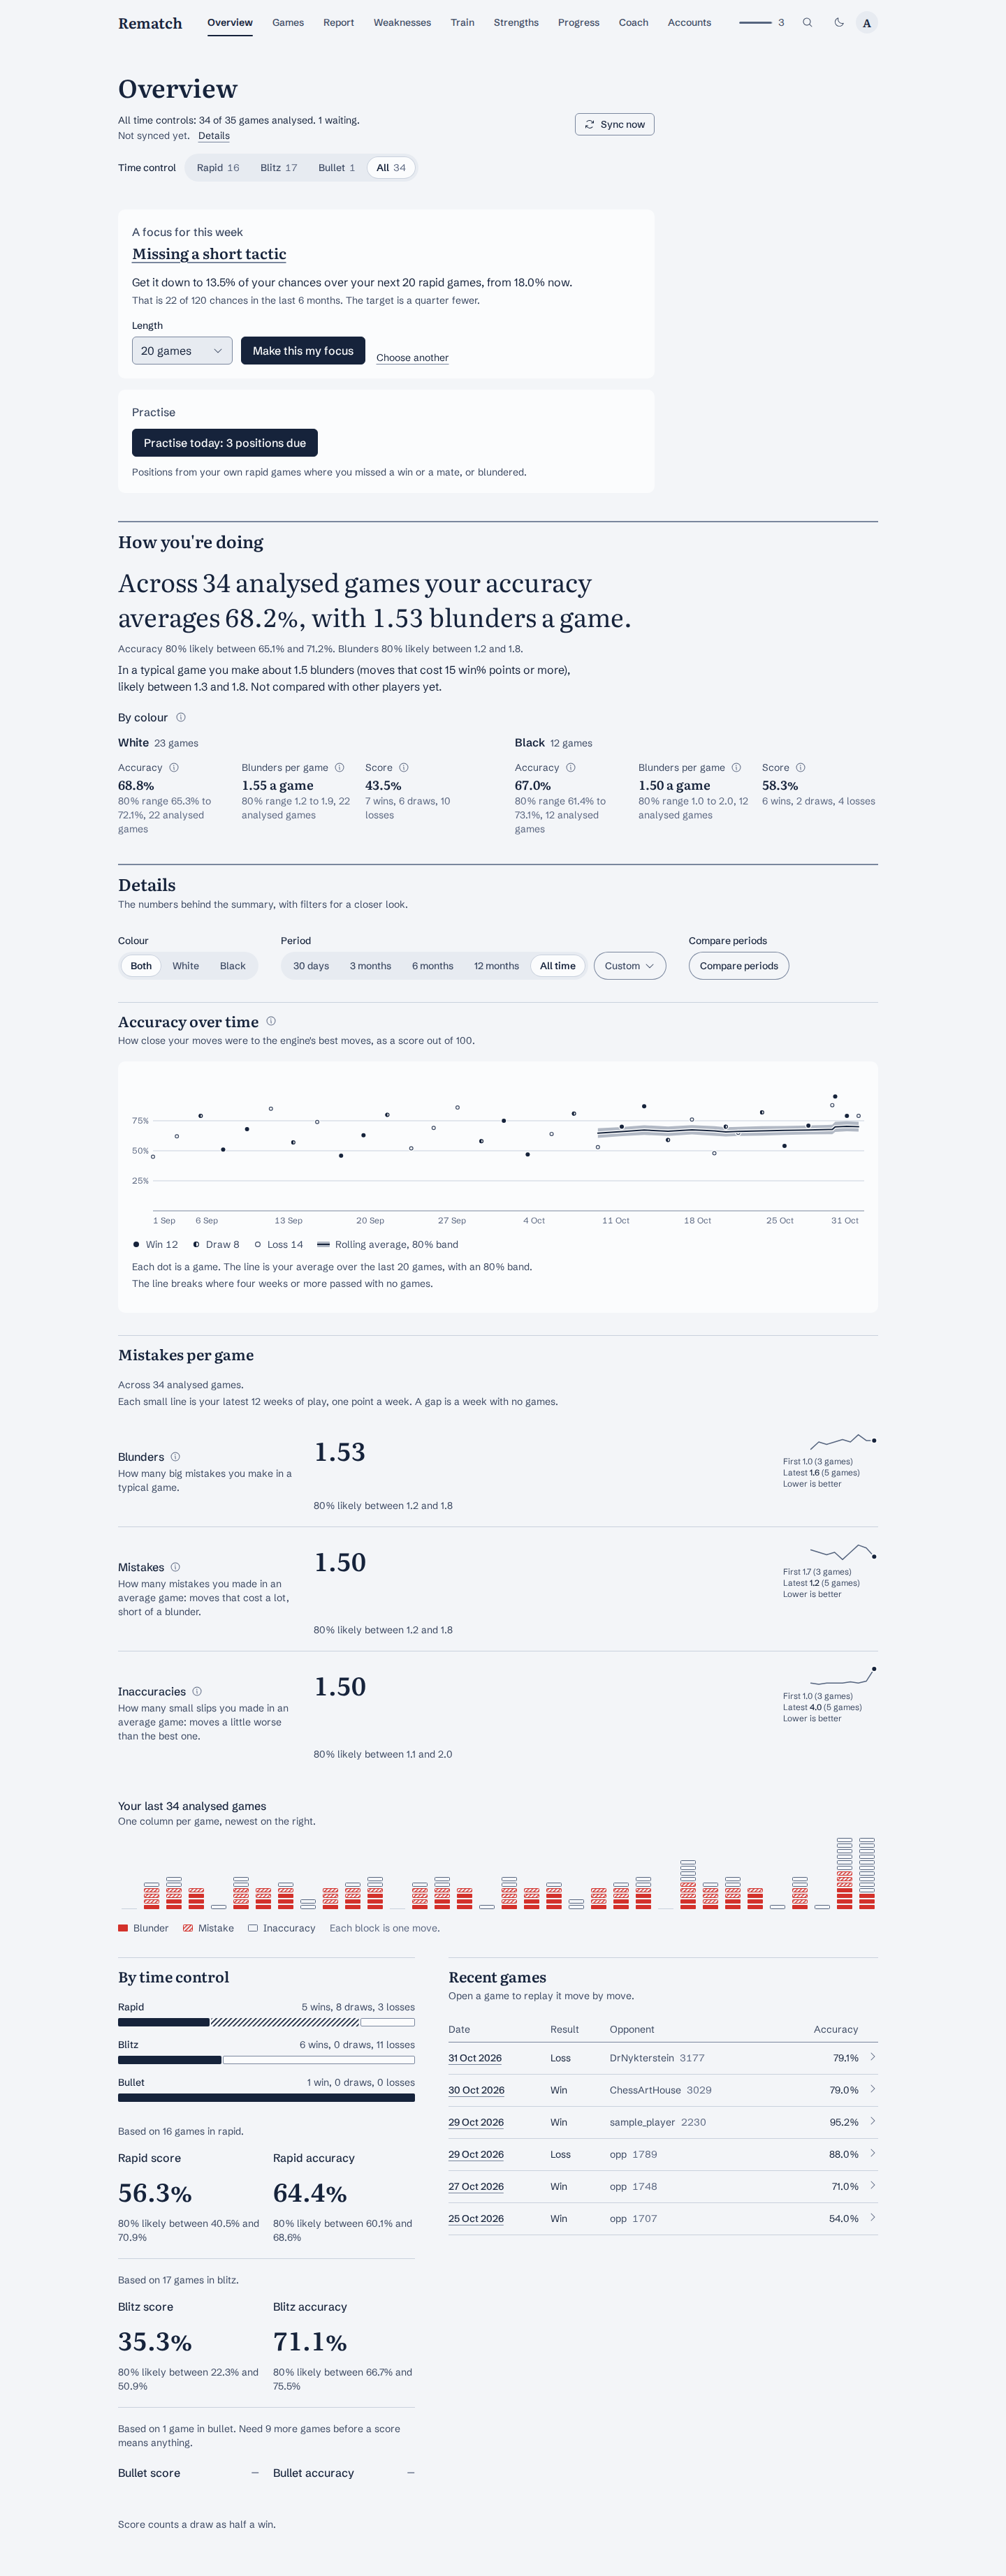 Rematch Overview Games Report Weaknesses Train Strengths Progress Coach Accounts 3 A
Overview
All time controls: 34 of 35 games analysed. 1 waiting.
Not synced yet. Details
Sync now
Time control Rapid 16 Blitz 17 Bullet 1 All 34
A focus for this week
Missing a short tactic
Get it down to 13.5% of your chances over your next 20 rapid games, from 18.0% now.
That is 22 of 120 chances in the last 6 months. The target is a quarter fewer.
Length
20 games Make this my focus Choose another
Practise
Practise today: 3 positions due
Positions from your own rapid games where you missed a win or a mate, or blundered.
How you're doing
Across 34 analysed games your accuracy
averages 68.2%, with 1.53 blunders a game.
Accuracy 80% likely between 65.1% and 71.2%. Blunders 80% likely between 1.2 and 1.8.
In a typical game you make about 1.5 blunders (moves that cost 15 win% points or more),
likely between 1.3 and 1.8. Not compared with other players yet.
By colour
White 23 games
Accuracy
68.8%
80% range 65.3% to
72.1%, 22 analysed
games
Blunders per game
1.55 a game
80% range 1.2 to 1.9, 22
analysed games
Score
43.5%
7 wins, 6 draws, 10
losses
Black 12 games
Accuracy
67.0%
80% range 61.4% to
73.1%, 12 analysed
games
Blunders per game
1.50 a game
80% range 1.0 to 2.0, 12
analysed games
Score
58.3%
6 wins, 2 draws, 4 losses
Details
The numbers behind the summary, with filters for a closer look.
Colour
Both White Black
Period
30 days 3 months 6 months 12 months All time Custom
Compare periods
Compare periods
Accuracy over time
How close your moves were to the engine's best moves, as a score out of 100.
75%
50%
25%
1 Sep 6 Sep 13 Sep 20 Sep 27 Sep 4 Oct 11 Oct 18 Oct 25 Oct 31 Oct
Win 12 Draw 8 Loss 14 Rolling average, 80% band
Each dot is a game. The line is your average over the last 20 games, with an 80% band.
The line breaks where four weeks or more passed with no games.
Mistakes per game
Across 34 analysed games.
Each small line is your latest 12 weeks of play, one point a week. A gap is a week with no games.
Blunders
How many big mistakes you make in a
typical game.
1.53
80% likely between 1.2 and 1.8
First 1.0 (3 games)
Latest 1.6 (5 games)
Lower is better
Mistakes
How many mistakes you made in an
average game: moves that cost a lot,
short of a blunder.
1.50
80% likely between 1.2 and 1.8
First 1.7 (3 games)
Latest 1.2 (5 games)
Lower is better
Inaccuracies
How many small slips you made in an
average game: moves a little worse
than the best one.
1.50
80% likely between 1.1 and 2.0
First 1.0 (3 games)
Latest 4.0 (5 games)
Lower is better
Your last 34 analysed games
One column per game, newest on the right.
Blunder Mistake Inaccuracy Each block is one move.
By time control
Rapid 5 wins, 8 draws, 3 losses
Blitz 6 wins, 0 draws, 11 losses
Bullet 1 win, 0 draws, 0 losses
Based on 16 games in rapid.
Rapid score
56.3%
80% likely between 40.5% and
70.9%
Rapid accuracy
64.4%
80% likely between 60.1% and
68.6%
Based on 17 games in blitz.
Blitz score
35.3%
80% likely between 22.3% and
50.9%
Blitz accuracy
71.1%
80% likely between 66.7% and
75.5%
Based on 1 game in bullet. Need 9 more games before a score
means anything.
Bullet score –
Bullet accuracy –
Score counts a draw as half a win.
Recent games
Open a game to replay it move by move.
Date Result Opponent Accuracy
31 Oct 2026 Loss DrNykterstein 3177 79.1%
30 Oct 2026 Win ChessArtHouse 3029 79.0%
29 Oct 2026 Win sample_player 2230 95.2%
29 Oct 2026 Loss opp 1789 88.0%
27 Oct 2026 Win opp 1748 71.0%
25 Oct 2026 Win opp 1707 54.0%